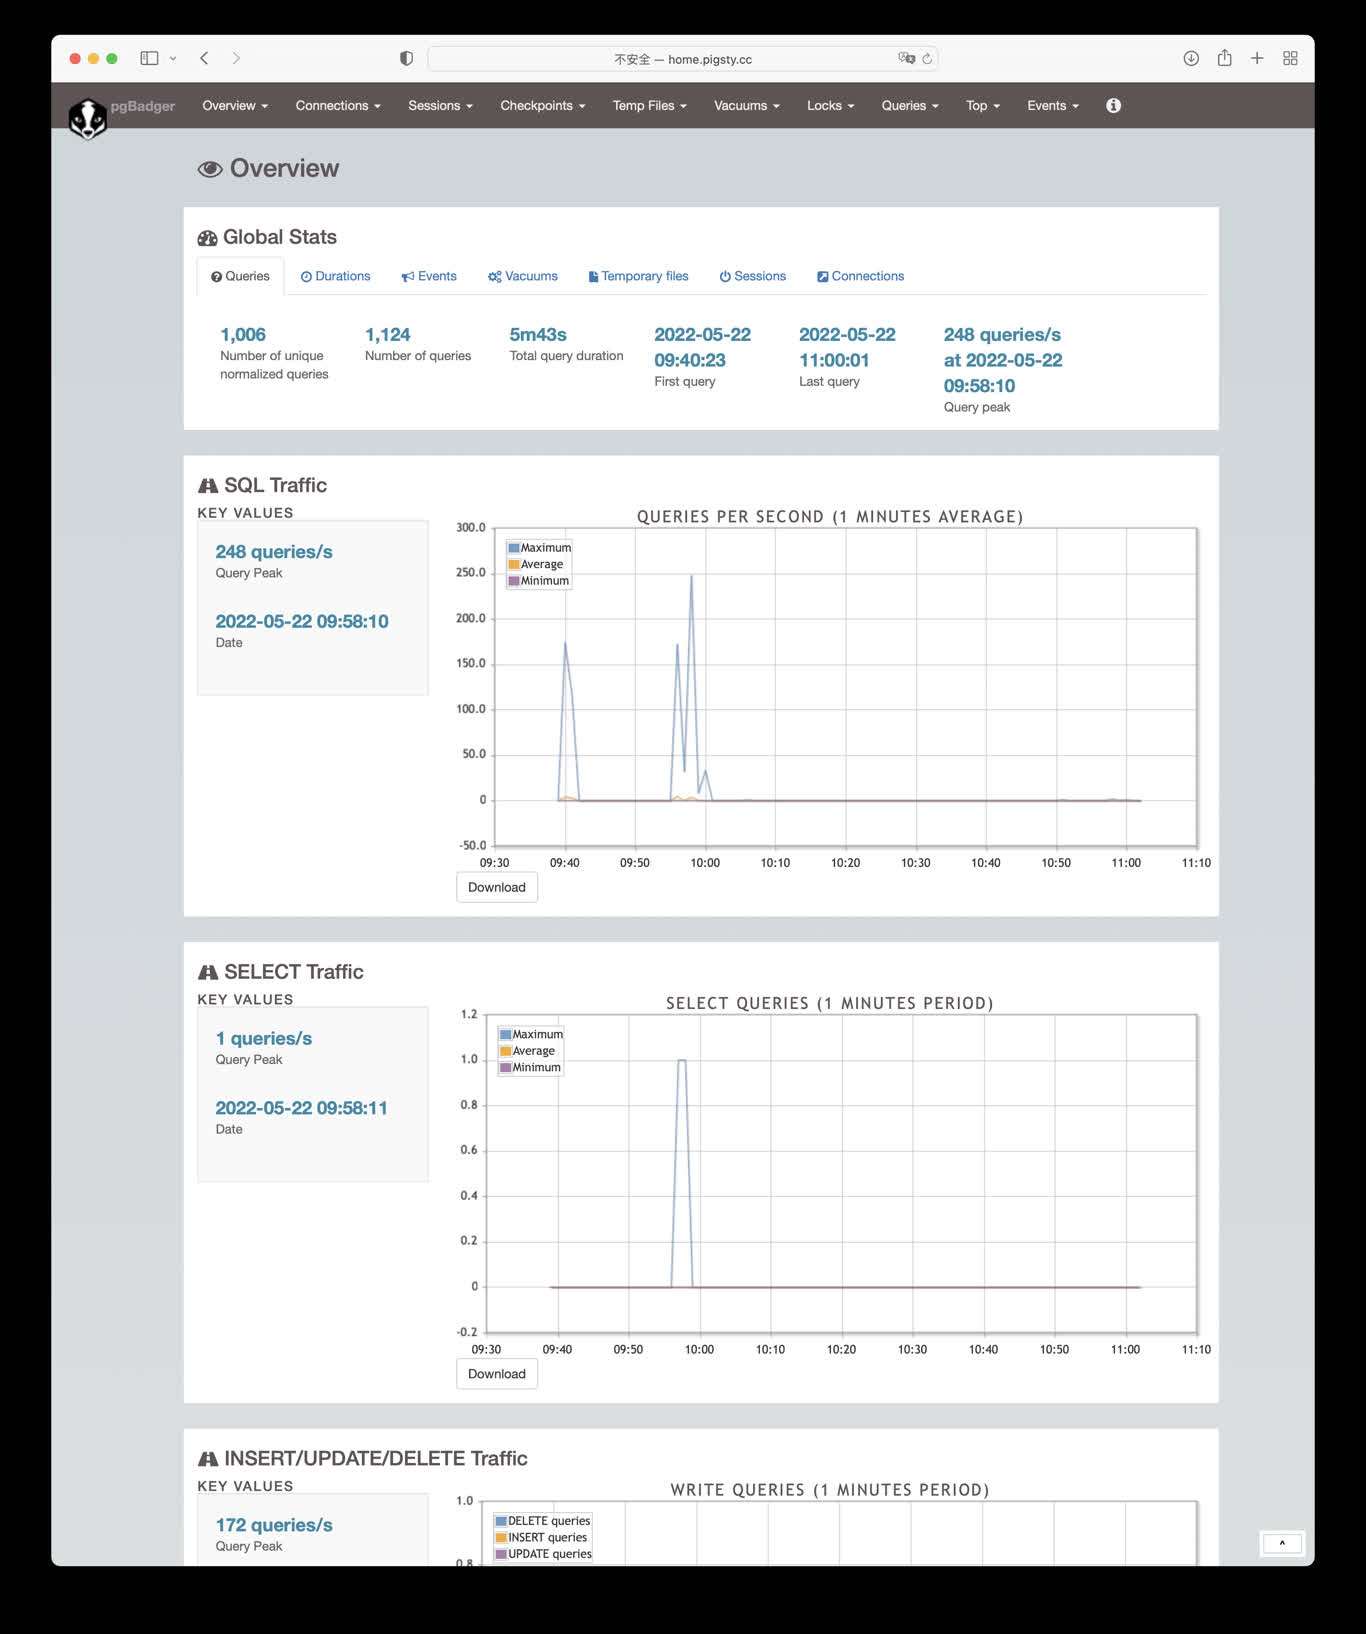 不安全 — home.pigsty.cc
pgBadger Overview Connections Sessions Checkpoints Temp Files Vacuums Locks Queries Top Events
Overview
Global Stats
Queries Durations Events Vacuums Temporary files Sessions Connections
1,006
Number of unique
normalized queries
1,124
Number of queries
5m43s
Total query duration
2022-05-22
09:40:23
First query
2022-05-22
11:00:01
Last query
248 queries/s
at 2022-05-22
09:58:10
Query peak
SQL Traffic
KEY VALUES
248 queries/s
Query Peak
2022-05-22 09:58:10
Date
QUERIES PER SECOND (1 MINUTES AVERAGE)
Maximum
Average
Minimum
300.0
250.0
200.0
150.0
100.0
50.0
0
-50.0
09:30 09:40 09:50 10:00 10:10 10:20 10:30 10:40 10:50 11:00 11:10
Download
SELECT Traffic
KEY VALUES
1 queries/s
Query Peak
2022-05-22 09:58:11
Date
SELECT QUERIES (1 MINUTES PERIOD)
Maximum
Average
Minimum
1.2
1.0
0.8
0.6
0.4
0.2
0
-0.2
09:30 09:40 09:50 10:00 10:10 10:20 10:30 10:40 10:50 11:00 11:10
Download
INSERT/UPDATE/DELETE Traffic
KEY VALUES
172 queries/s
Query Peak
WRITE QUERIES (1 MINUTES PERIOD)
DELETE queries
INSERT queries
UPDATE queries
1.0
0.8
^